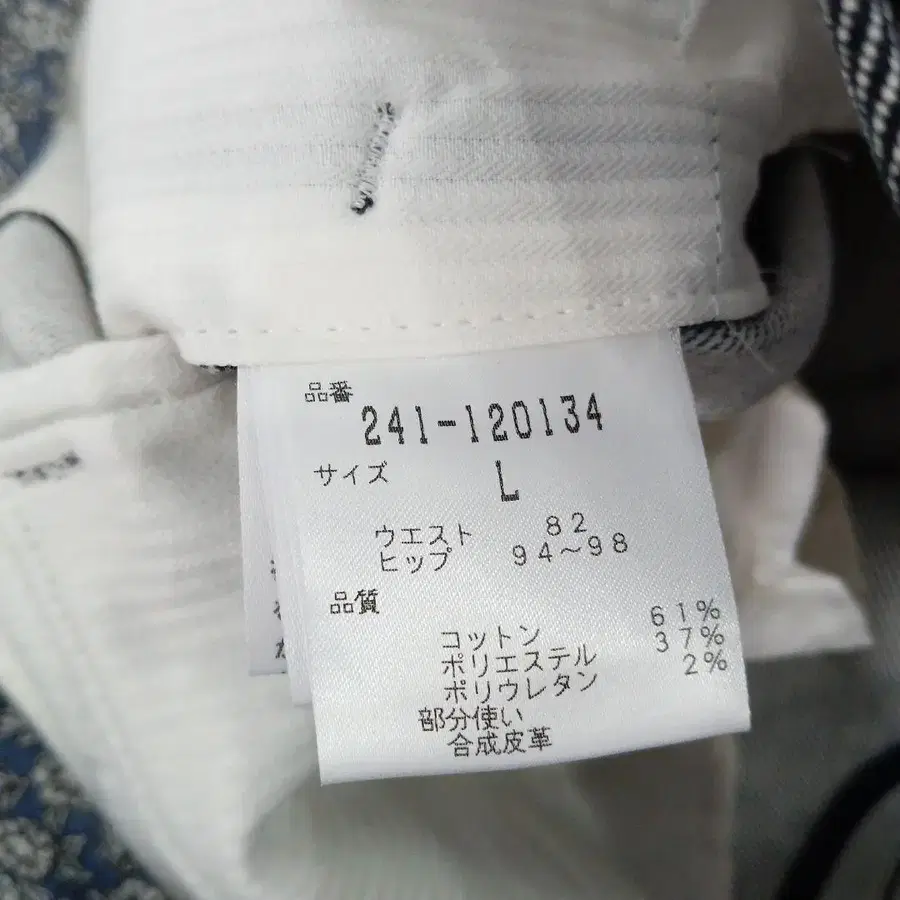 品番
241-120134
サイズ
L
ウエスト 82
ヒップ 94～98
品質
コットン 61%
ポリエステル 37%
ポリウレタン 2%
部分使い
合成皮革